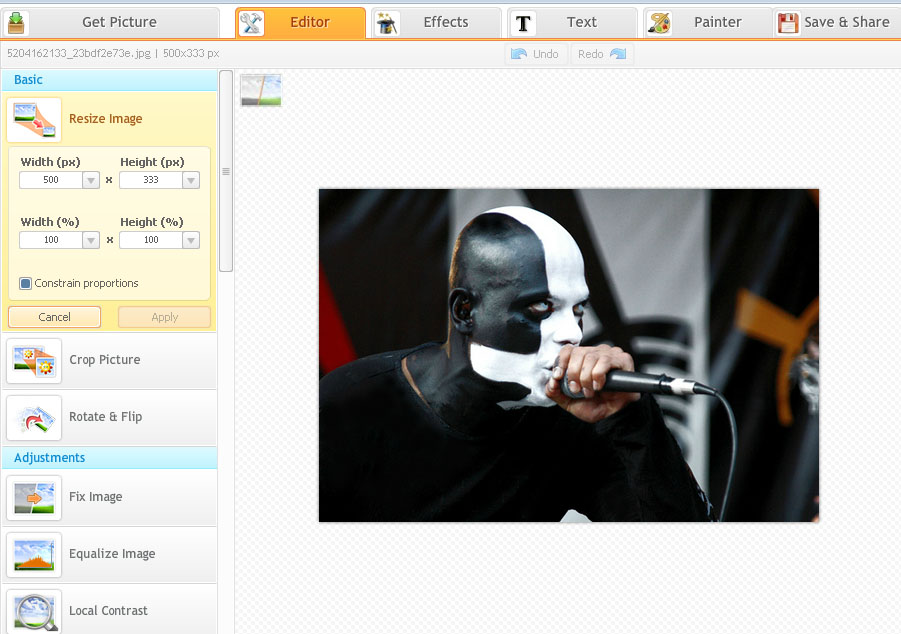 Get Picture Editor Effects T Text Painter Save & Share
5204162133_23bdf2e73e.jpg | 500x333 px Undo Redo
Basic
Resize Image
Width (px) Height (px)
500 x 333
Width (%) Height (%)
100 x 100
Constrain proportions
Cancel Apply
Crop Picture
Rotate & Flip
Adjustments
Fix Image
Equalize Image
Local Contrast